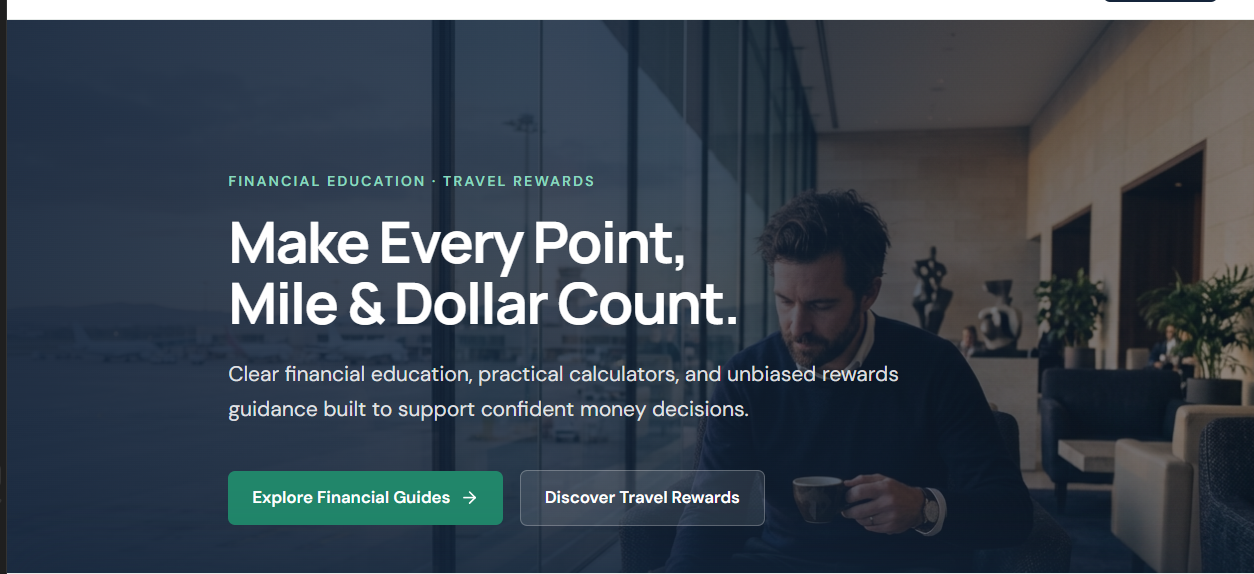 FINANCIAL EDUCATION · TRAVEL REWARDS
Make Every Point,
Mile & Dollar Count.
Clear financial education, practical calculators, and unbiased rewards
guidance built to support confident money decisions.
Explore Financial Guides →
Discover Travel Rewards